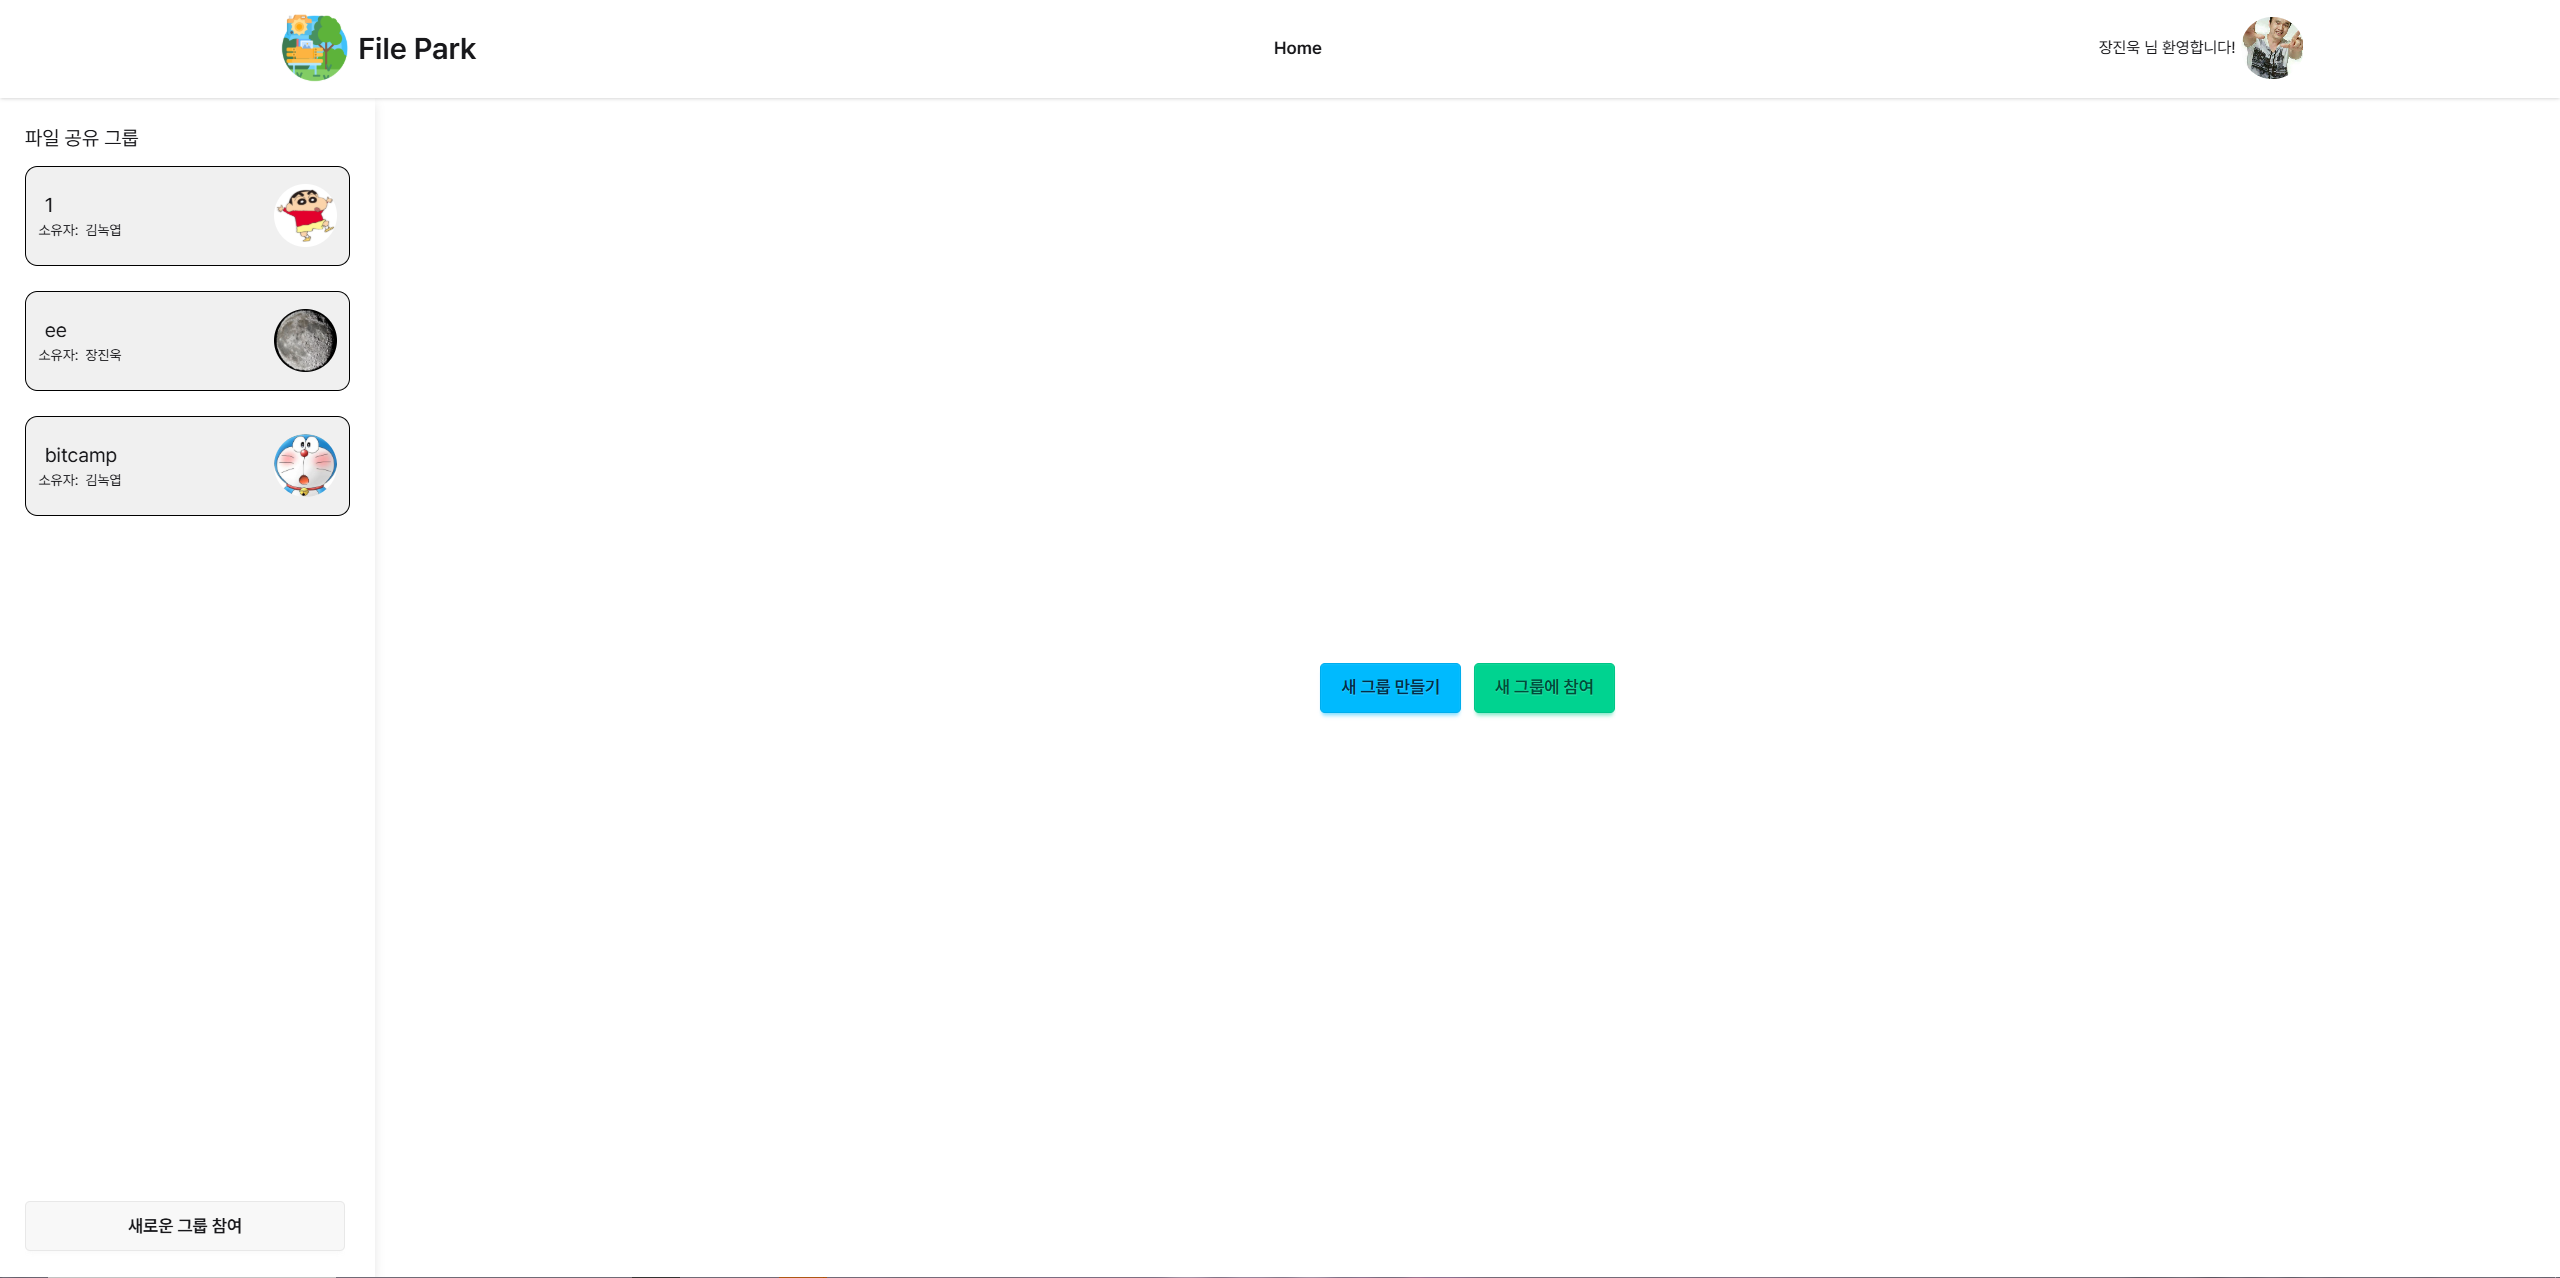 File Park
Home
장진욱 님 환영합니다!
파일 공유 그룹
1
소유자: 김녹엽
ee
소유자: 장진욱
bitcamp
소유자: 김녹엽
새 그룹 만들기
새 그룹에 참여
새로운 그룹 참여